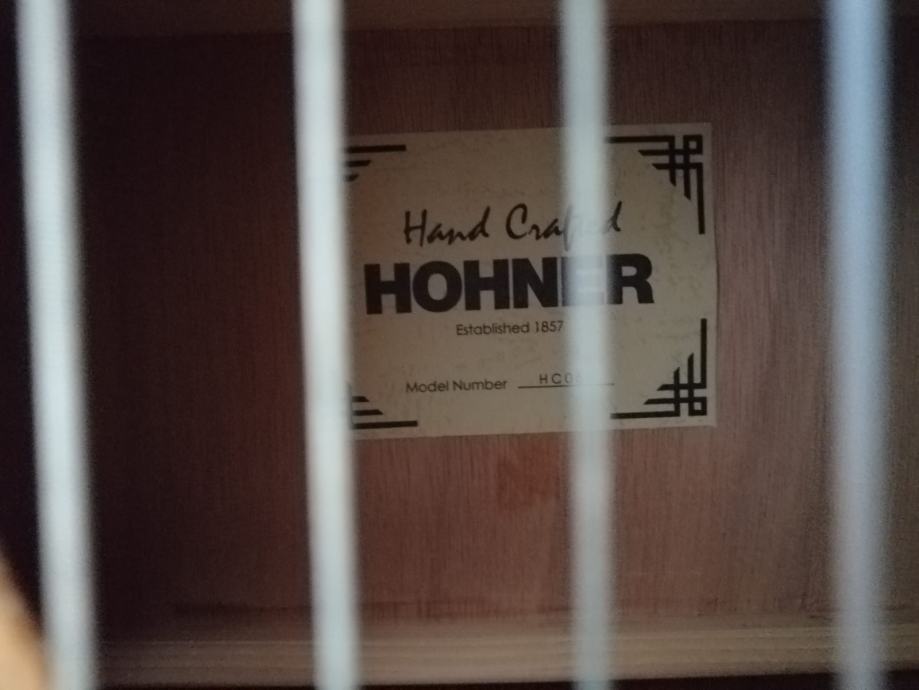 Hand Crafted
HOHNER
Established 1857
Model Number